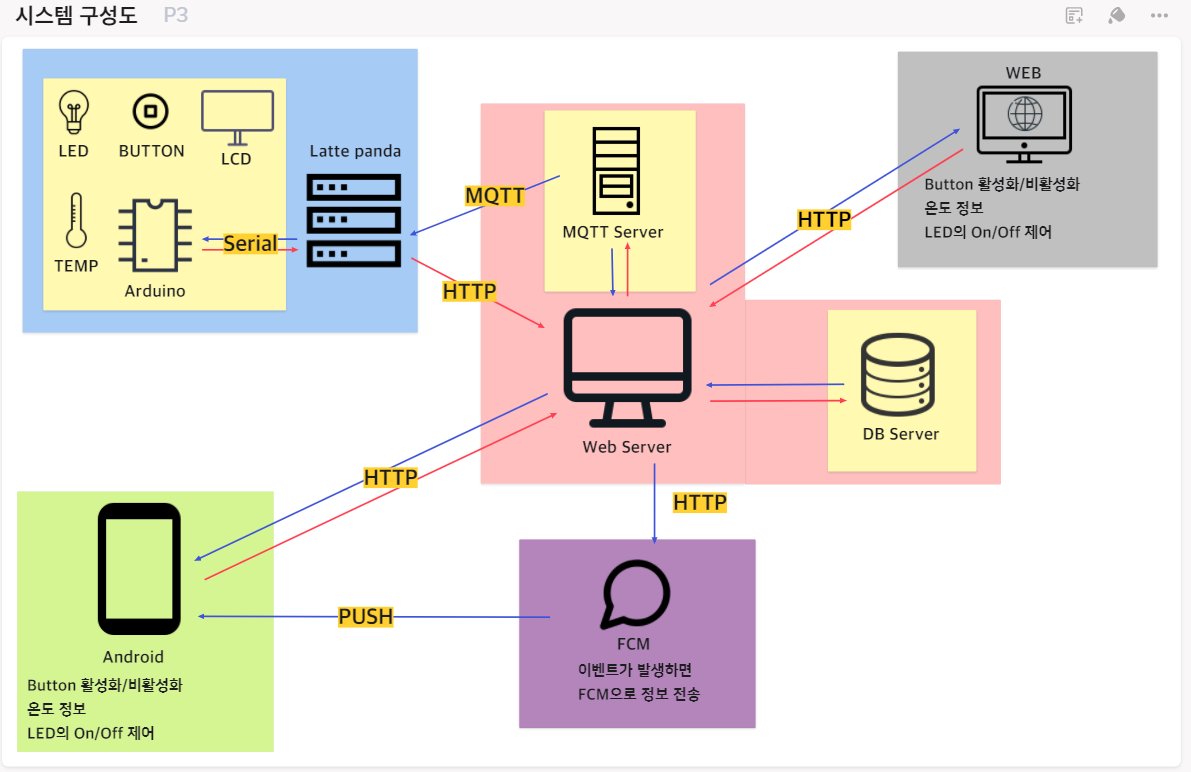 시스템 구성도 P3
LED
BUTTON
LCD
TEMP
Arduino
Latte panda
Serial
MQTT
HTTP
MQTT Server
Web Server
DB Server
HTTP
WEB
Button 활성화/비활성화
온도 정보
LED의 On/Off 제어
HTTP
HTTP
PUSH
Android
Button 활성화/비활성화
온도 정보
LED의 On/Off 제어
FCM
이벤트가 발생하면
FCM으로 정보 전송